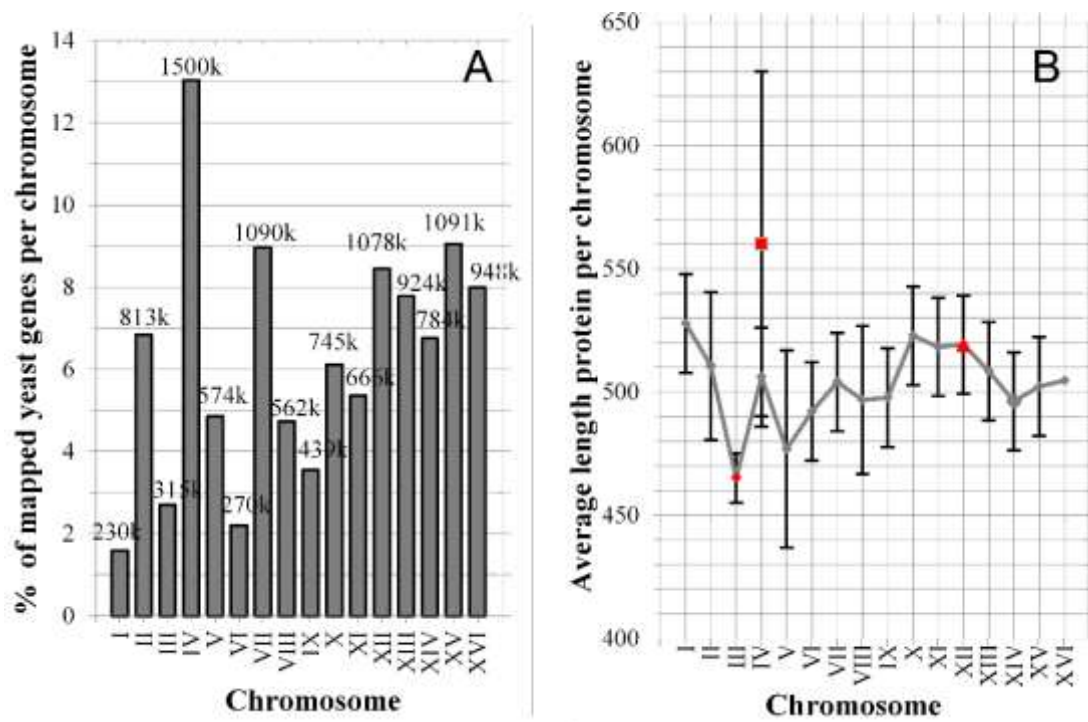 A
% of mapped yeast genes per chromosome
14
12
10
8
6
4
2
0
230k
813k
315k
1500k
574k
270k
1090k
562k
439k
745k
666k
1078k
924k
784k
1091k
948k
I II III IV V VI VII VIII IX X XI XII XIII XIV XV XVI
Chromosome
B
Average length protein per chromosome
650
600
550
500
450
400
I II III IV V VI VII VIII IX X XI XII XIII XIV XV XVI
Chromosome